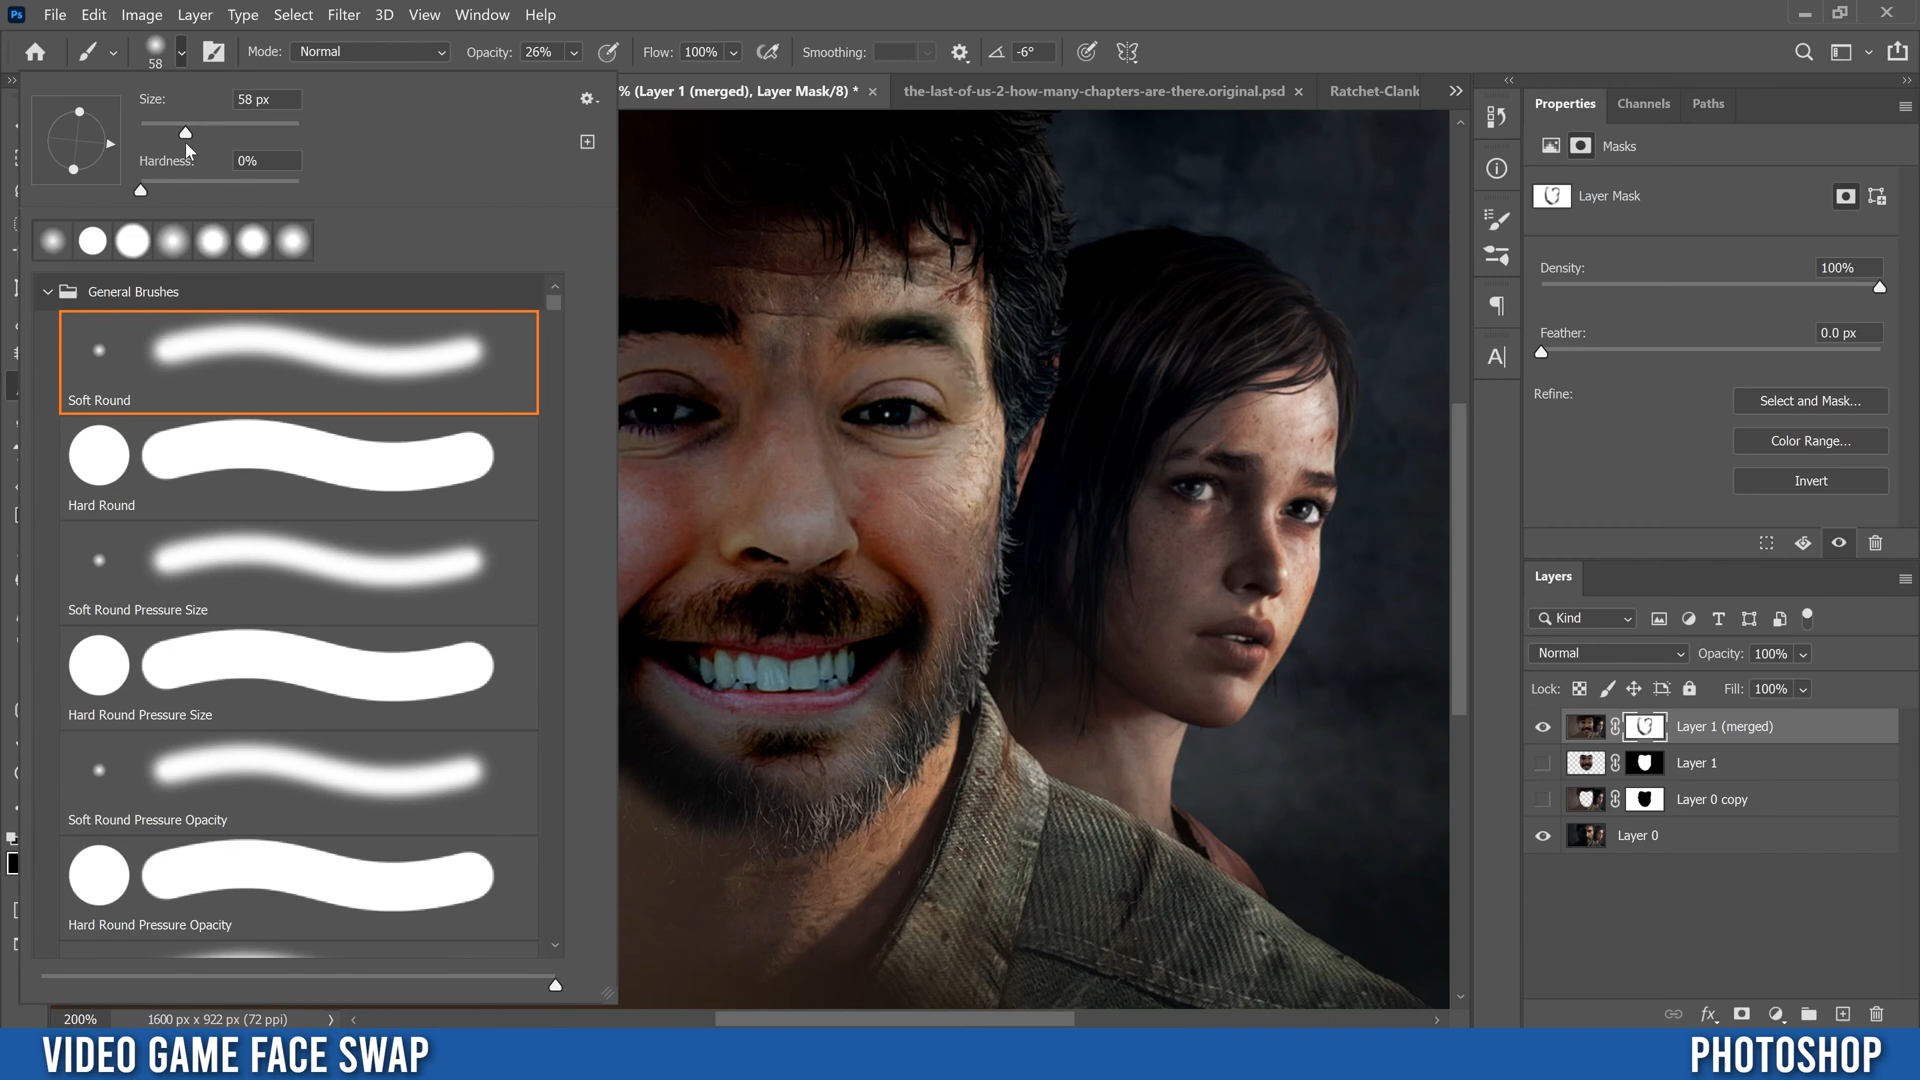 Ps File Edit Image Layer Type Select Filter 3D View Window Help
58 Mode: Normal Opacity: 26% Flow: 100% Smoothing: -6°
% (Layer 1 (merged), Layer Mask/8) * the-last-of-us-2-how-many-chapters-are-there.original.psd Ratchet-Clank
Size: 58 px
Hardness: 0%
General Brushes
Soft Round
Hard Round
Soft Round Pressure Size
Hard Round Pressure Size
Soft Round Pressure Opacity
Hard Round Pressure Opacity
200% 1600 px x 922 px (72 ppi)
Properties Channels Paths
Masks
Layer Mask
Density: 100%
Feather: 0.0 px
Refine: Select and Mask...
Color Range...
Invert
Layers
Kind
Normal Opacity: 100%
Lock: Fill: 100%
Layer 1 (merged)
Layer 1
Layer 0 copy
Layer 0
VIDEO GAME FACE SWAP
PHOTOSHOP